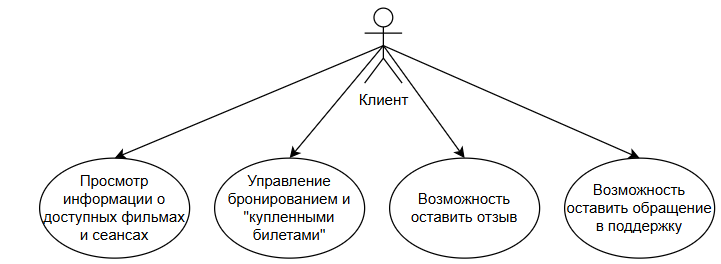 Клиент
Просмотр
информации о
доступных фильмах
и сеансах
Управление
бронированием и
"купленными
билетами"
Возможность
оставить отзыв
Возможность
оставить обращение
в поддержку